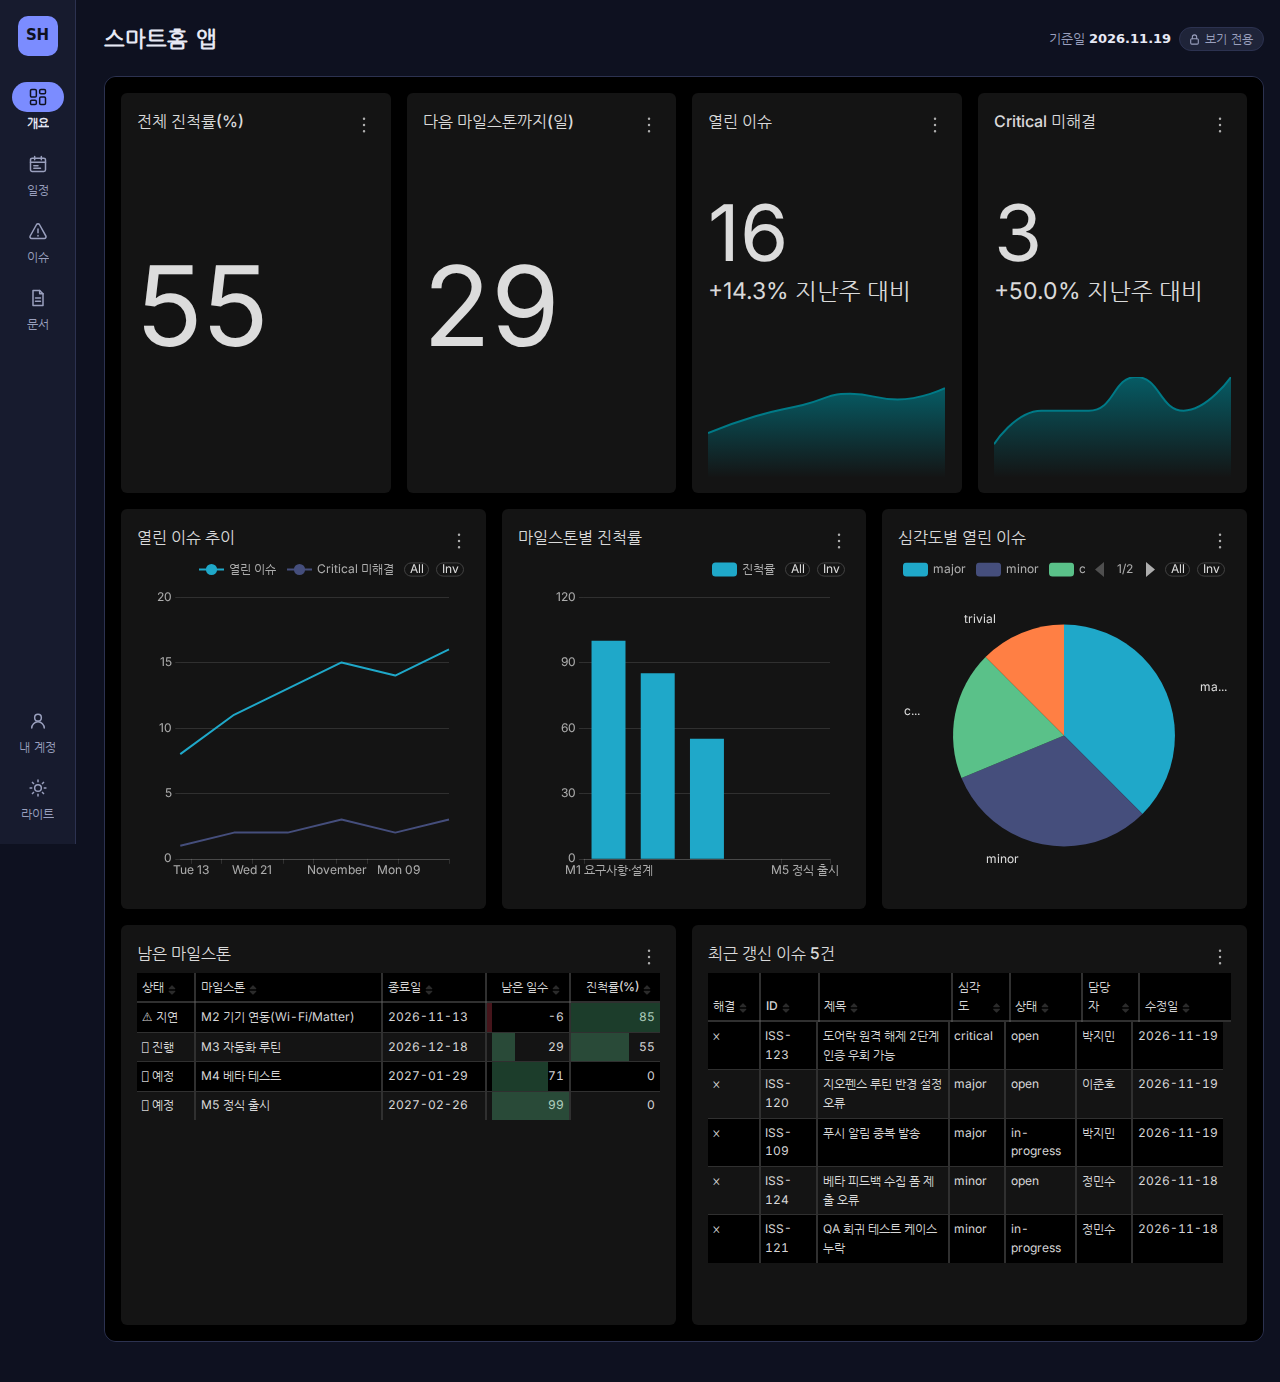 SH
개요
일정
이슈
문서
내 계정
라이트
스마트홈 앱
기준일 2026.11.19
보기 전용
전체 진척률(%)
55
다음 마일스톤까지(일)
29
열린 이슈
16
+14.3% 지난주 대비
Critical 미해결
3
+50.0% 지난주 대비
열린 이슈 추이
열린 이슈 Critical 미해결 All Inv
20
15
10
5
0
Tue 13 Wed 21 November Mon 09
마일스톤별 진척률
진척률 All Inv
120
90
60
30
0
M1 요구사항·설계 M5 정식 출시
심각도별 열린 이슈
major minor c 1/2 All Inv
trivial
ma...
c...
minor
남은 마일스톤
상태 마일스톤 종료일 남은 일수 진척률(%)
⚠ 지연 M2 기기 연동(Wi-Fi/Matter) 2026-11-13 -6 85
진행 M3 자동화 루틴 2026-12-18 29 55
예정 M4 베타 테스트 2027-01-29 71 0
예정 M5 정식 출시 2027-02-26 99 0
최근 갱신 이슈 5건
해결 ID 제목 심각도 상태 담당자 수정일
x ISS-123 도어락 원격 해제 2단계 인증 우회 가능 critical open 박지민 2026-11-19
x ISS-120 지오펜스 루틴 반경 설정 오류 major open 이준호 2026-11-19
x ISS-109 푸시 알림 중복 발송 major in-progress 박지민 2026-11-19
x ISS-124 베타 피드백 수집 폼 제출 오류 minor open 정민수 2026-11-18
x ISS-121 QA 회귀 테스트 케이스 누락 minor in-progress 정민수 2026-11-18